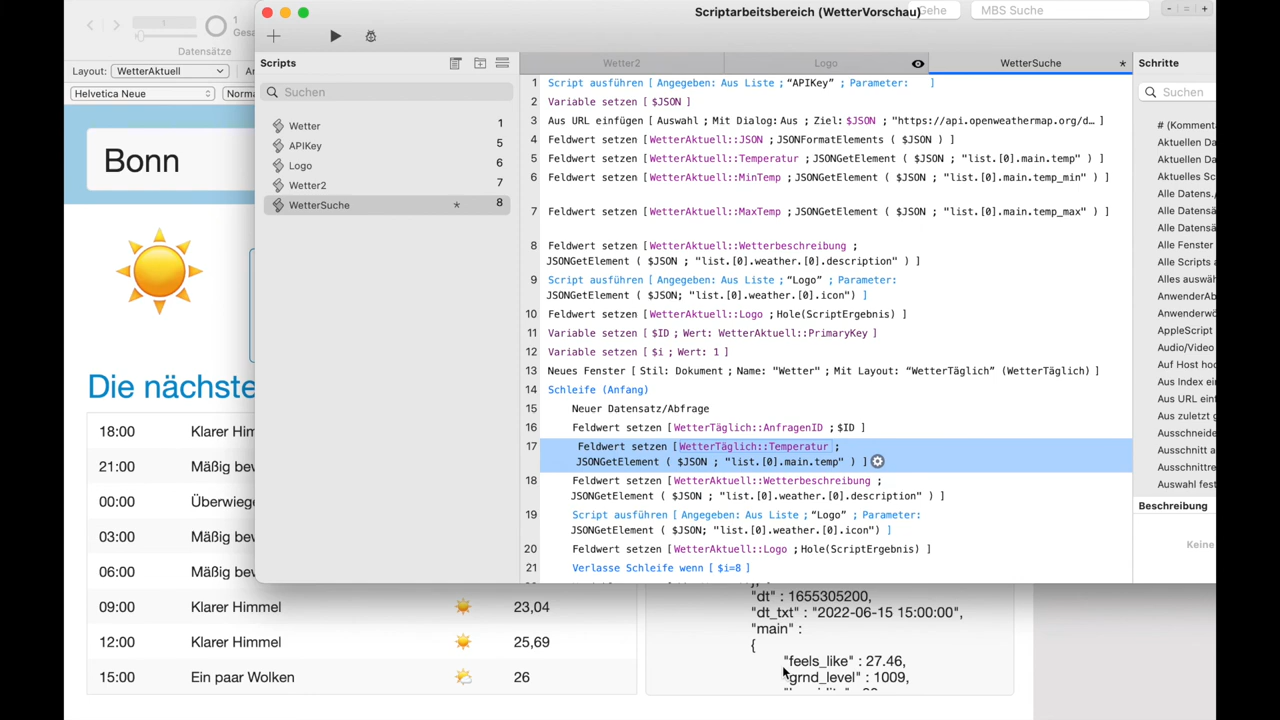 Scriptarbeitsbereich (WetterVorschau)
Gehe
MBS Suche
- = +
1
Gesa
Datensätze
Layout: WetterAktuell
Helvetica Neue
Norma
Bonn
Die nächste
18:00 Klarer Him
21:00 Mäßig bew
00:00 Überwiege
03:00 Mäßig bew
06:00 Mäßig bew
09:00 Klarer Himmel 23,04
12:00 Klarer Himmel 25,69
15:00 Ein paar Wolken 26
Scripts
Suchen
Wetter 1
APIKey 5
Logo 6
Wetter2 7
WetterSuche * 8
Wetter2
Logo
WetterSuche *
1 Script ausführen [ Angegeben: Aus Liste ; “APIKey” ; Parameter: ]
2 Variable setzen [ $JSON ]
3 Aus URL einfügen [ Auswahl ; Mit Dialog: Aus ; Ziel: $JSON ; "https://api.openweathermap.org/d… ]
4 Feldwert setzen [ WetterAktuell::JSON ; JSONFormatElements ( $JSON ) ]
5 Feldwert setzen [ WetterAktuell::Temperatur ; JSONGetElement ( $JSON ; "list.[0].main.temp" ) ]
6 Feldwert setzen [ WetterAktuell::MinTemp ; JSONGetElement ( $JSON ; "list.[0].main.temp_min" ) ]
7 Feldwert setzen [ WetterAktuell::MaxTemp ; JSONGetElement ( $JSON ; "list.[0].main.temp_max" ) ]
8 Feldwert setzen [ WetterAktuell::Wetterbeschreibung ;
JSONGetElement ( $JSON ; "list.[0].weather.[0].description" ) ]
9 Script ausführen [ Angegeben: Aus Liste ; “Logo” ; Parameter:
JSONGetElement ( $JSON; "list.[0].weather.[0].icon") ]
10 Feldwert setzen [ WetterAktuell::Logo ; Hole(ScriptErgebnis) ]
11 Variable setzen [ $ID ; Wert: WetterAktuell::PrimaryKey ]
12 Variable setzen [ $i ; Wert: 1 ]
13 Neues Fenster [ Stil: Dokument ; Name: "Wetter" ; Mit Layout: “WetterTäglich” (WetterTäglich) ]
14 Schleife (Anfang)
15 Neuer Datensatz/Abfrage
16 Feldwert setzen [ WetterTäglich::AnfragenID ; $ID ]
17 Feldwert setzen [ WetterTäglich::Temperatur ;
JSONGetElement ( $JSON ; "list.[0].main.temp" ) ]
18 Feldwert setzen [ WetterAktuell::Wetterbeschreibung ;
JSONGetElement ( $JSON ; "list.[0].weather.[0].description" ) ]
19 Script ausführen [ Angegeben: Aus Liste ; “Logo” ; Parameter:
JSONGetElement ( $JSON; "list.[0].weather.[0].icon") ]
20 Feldwert setzen [ WetterAktuell::Logo ; Hole(ScriptErgebnis) ]
21 Verlasse Schleife wenn [ $i=8 ]
Schritte
Suchen
# (Kommenta
Aktuellen Da
Aktuellen Da
Aktuelles Sc
Alle Datens./
Alle Datensä
Alle Datensä
Alle Fenster
Alle Scripts a
Alles auswäh
AnwenderAb
Anwenderwö
AppleScript
Audio/Video
Auf Host hoc
Aus Index ein
Aus URL einf
Aus zuletzt g
Ausschneide
Ausschnitt a
Ausschnittre
Auswahl fest
Beschreibung
Keine
"dt" : 1655305200,
"dt_txt" : "2022-06-15 15:00:00",
"main" :
{
"feels_like" : 27.46,
"grnd_level" : 1009,